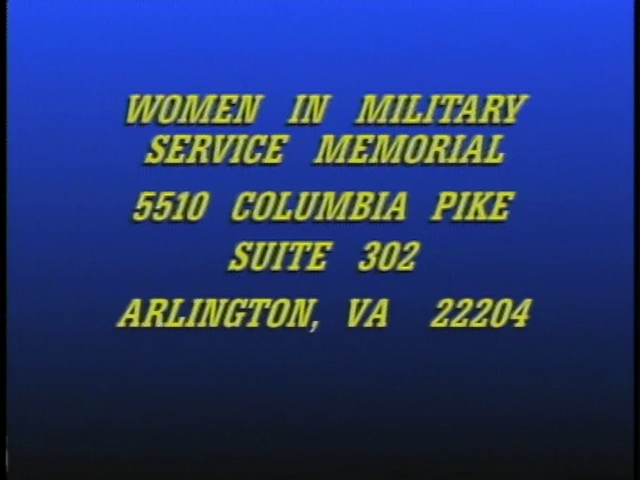 WOMEN IN MILITARY
SERVICE MEMORIAL
5510 COLUMBIA PIKE
SUITE 302
ARLINGTON, VA 22204